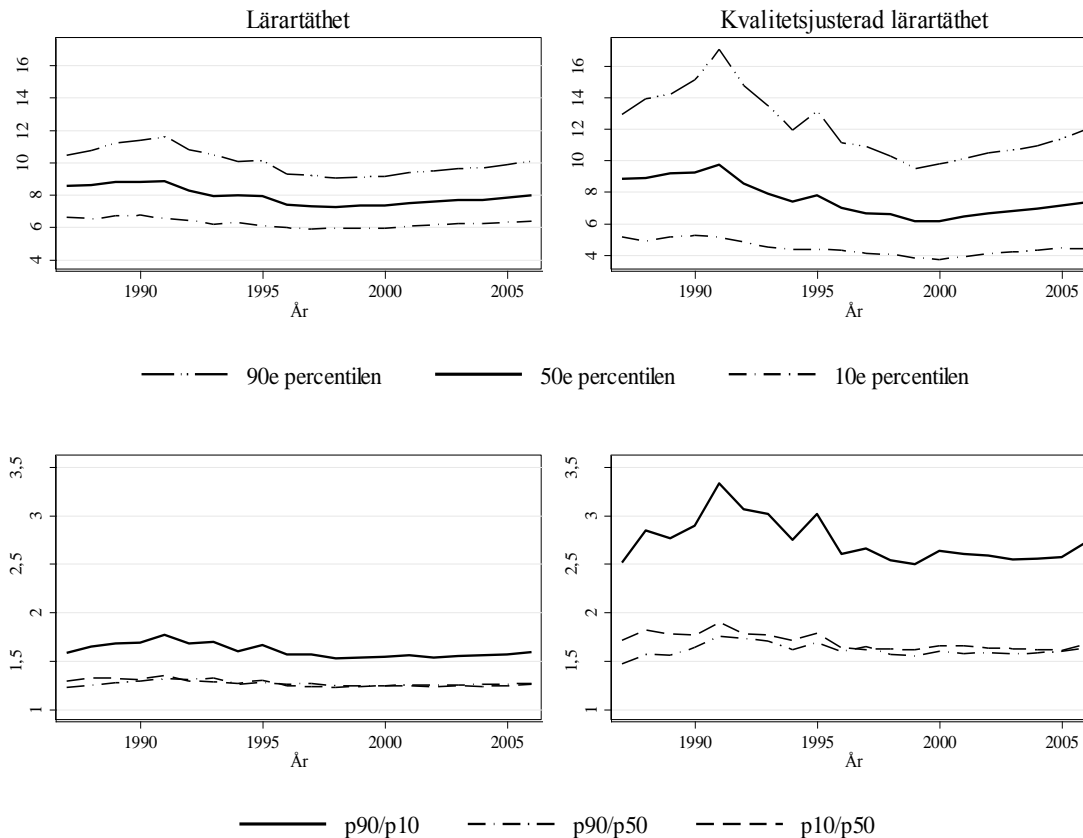 Lärartäthet
Kvalitetsjusterad lärartäthet
16
14
12
10
8
6
4
1990 1995 2000 2005
År
16
14
12
10
8
6
4
1990 1995 2000 2005
År
90e percentilen 50e percentilen 10e percentilen
3,5
3
2,5
2
1,5
1
1990 1995 2000 2005
År
3,5
3
2,5
2
1,5
1
1990 1995 2000 2005
År
p90/p10 p90/p50 p10/p50